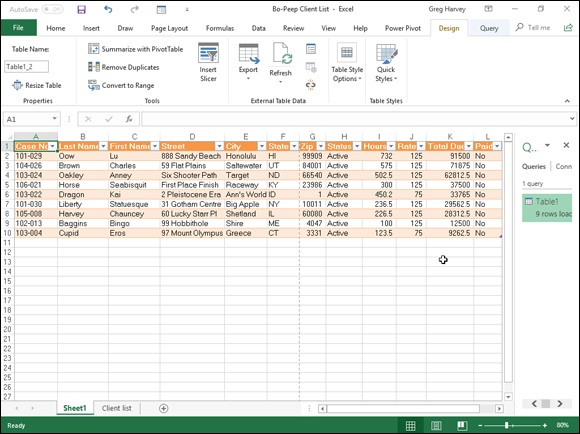 AutoSave Off Bo-Peep Client List - Excel Greg Harvey
File Home Insert Draw Page Layout Formulas Data Review View Help Power Pivot Design Query Tell me
Table Name:
Table1_2
Resize Table
Properties
Summarize with PivotTable
Remove Duplicates
Convert to Range
Tools
Insert Slicer
Export
Refresh
External Table Data
Table Style Options
Quick Styles
Table Styles
A1 fx
A B C D E F G H I J K L
1 Case No Last Name First Name Street City State Zip Status Hours Rate Total Due Paid
2 101-029 Oow Lu 888 Sandy Beach Honolulu HI 99909 Active 732 125 91500 No
3 104-026 Brown Charles 59 Flat Plains Saltewater UT 84001 Active 575 125 71875 No
4 103-024 Oakley Anney Six Shooter Path Target ND 66540 Active 502.5 125 62812.5 No
5 106-021 Horse Seabisquit First Place Finish Raceway KY 23986 Active 300 125 37500 No
6 103-022 Dragon Kai 2 Pleistocene Era Ann's World ID 1 Active 450.2 75 33765 No
7 101-030 Liberty Statuesque 31 Gotham Centre Big Apple NY 10011 Active 236.5 125 29562.5 No
8 105-008 Harvey Chauncey 60 Lucky Starr Pl Shetland IL 60080 Active 226.5 125 28312.5 No
9 102-013 Baggins Bingo 99 Hobbithole Shire ME 4047 Active 100 125 12500 No
10 103-004 Cupid Eros 97 Mount Olympus Greece CT 3331 Active 123.5 75 9262.5 No
11
12
13
14
15
16
17
18
19
20
21
22
23
24
25
26
27
Q...
Queries Conn
1 query
Table1
9 rows load
Sheet1 Client list
Ready 80%